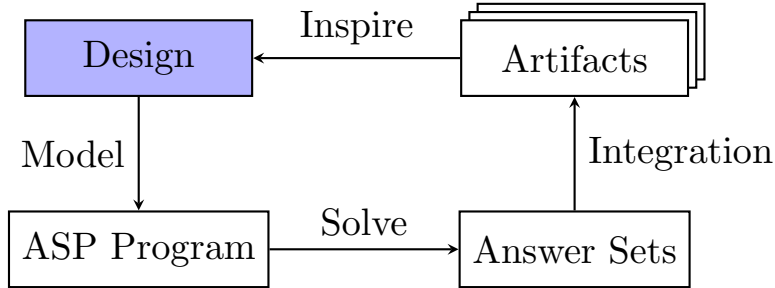 Inspire
Design
Artifacts
Model
Integration
Solve
ASP Program
Answer Sets